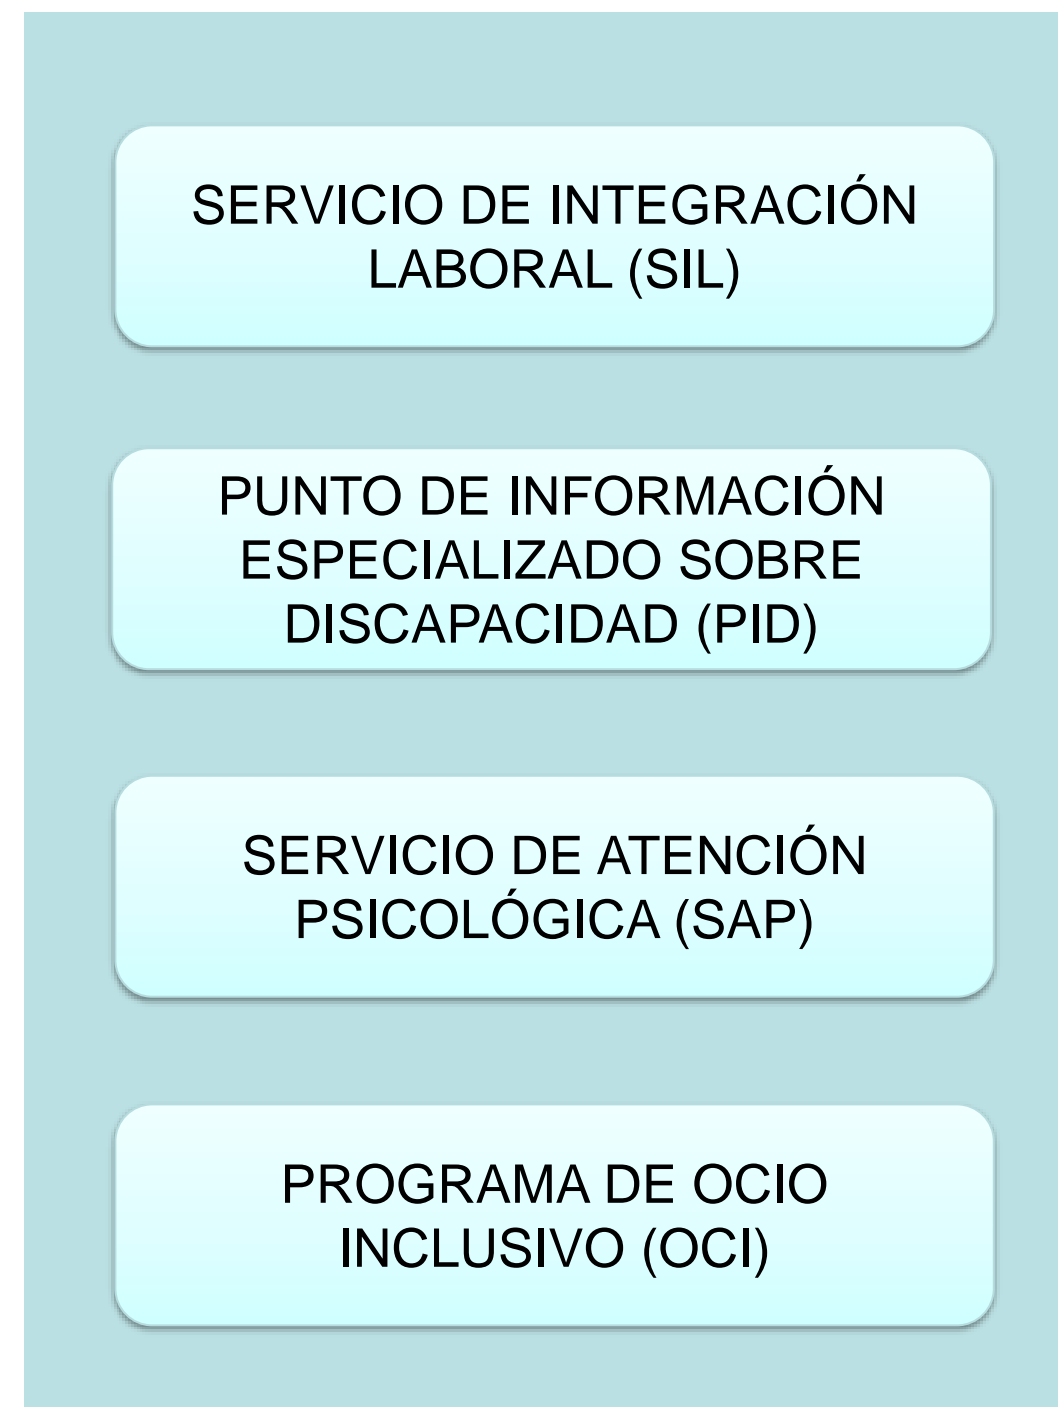 SERVICIO DE INTEGRACIÓN
LABORAL (SIL)
PUNTO DE INFORMACIÓN
ESPECIALIZADO SOBRE
DISCAPACIDAD (PID)
SERVICIO DE ATENCIÓN
PSICOLÓGICA (SAP)
PROGRAMA DE OCIO
INCLUSIVO (OCI)